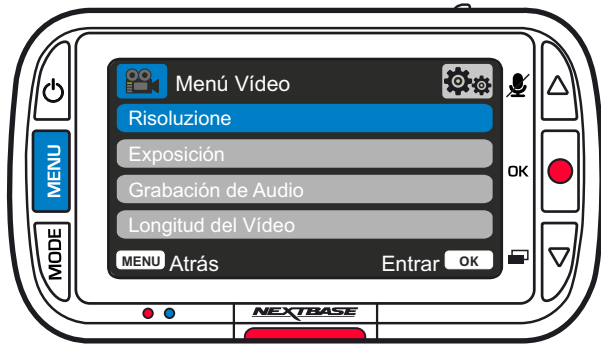 Menú Vídeo
Risoluzione
Exposición
Grabación de Audio
Longitud del Vídeo
MENU Atrás Entrar OK
MENU
MODE
OK
NEXTBASE